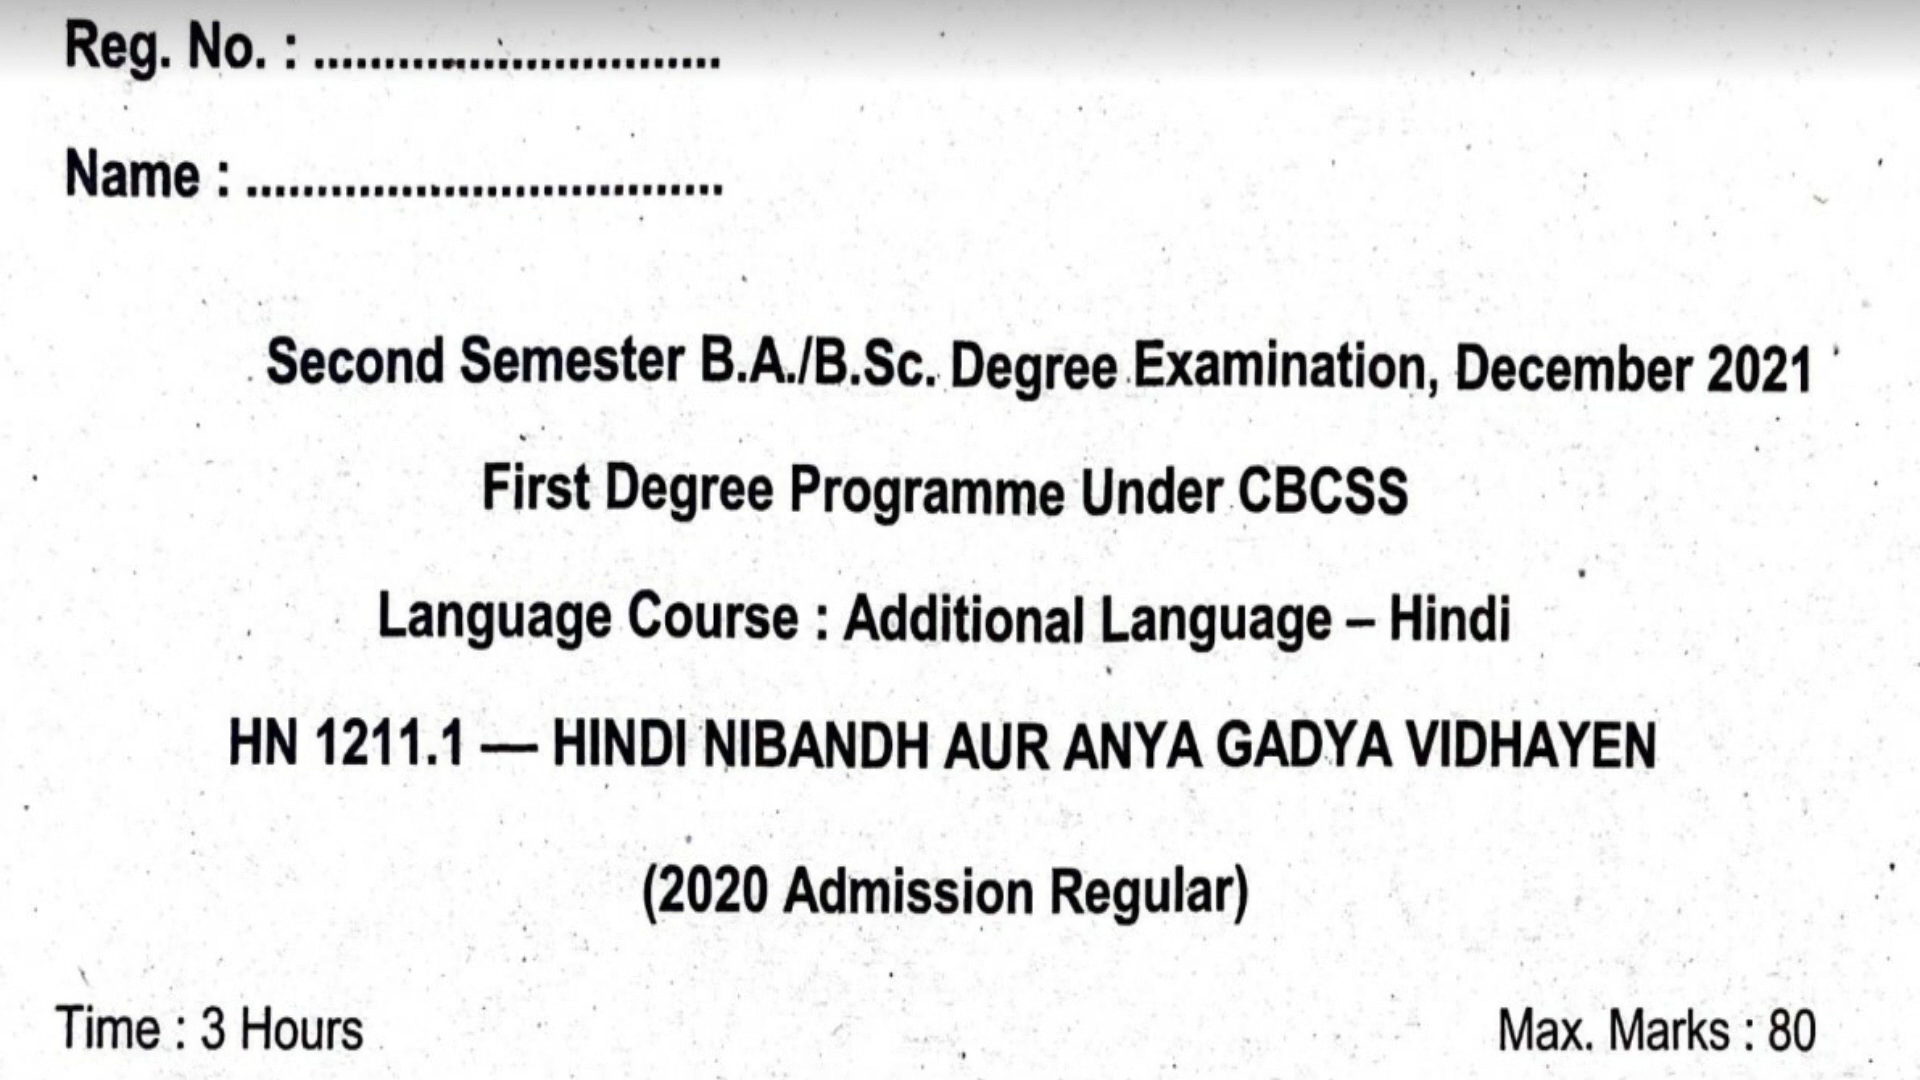 Reg. No. : .............................
Name : ..................................
Second Semester B.A./B.Sc. Degree Examination, December 2021
First Degree Programme Under CBCSS
Language Course : Additional Language – Hindi
HN 1211.1 — HINDI NIBANDH AUR ANYA GADYA VIDHAYEN
(2020 Admission Regular)
Time : 3 Hours
Max. Marks : 80